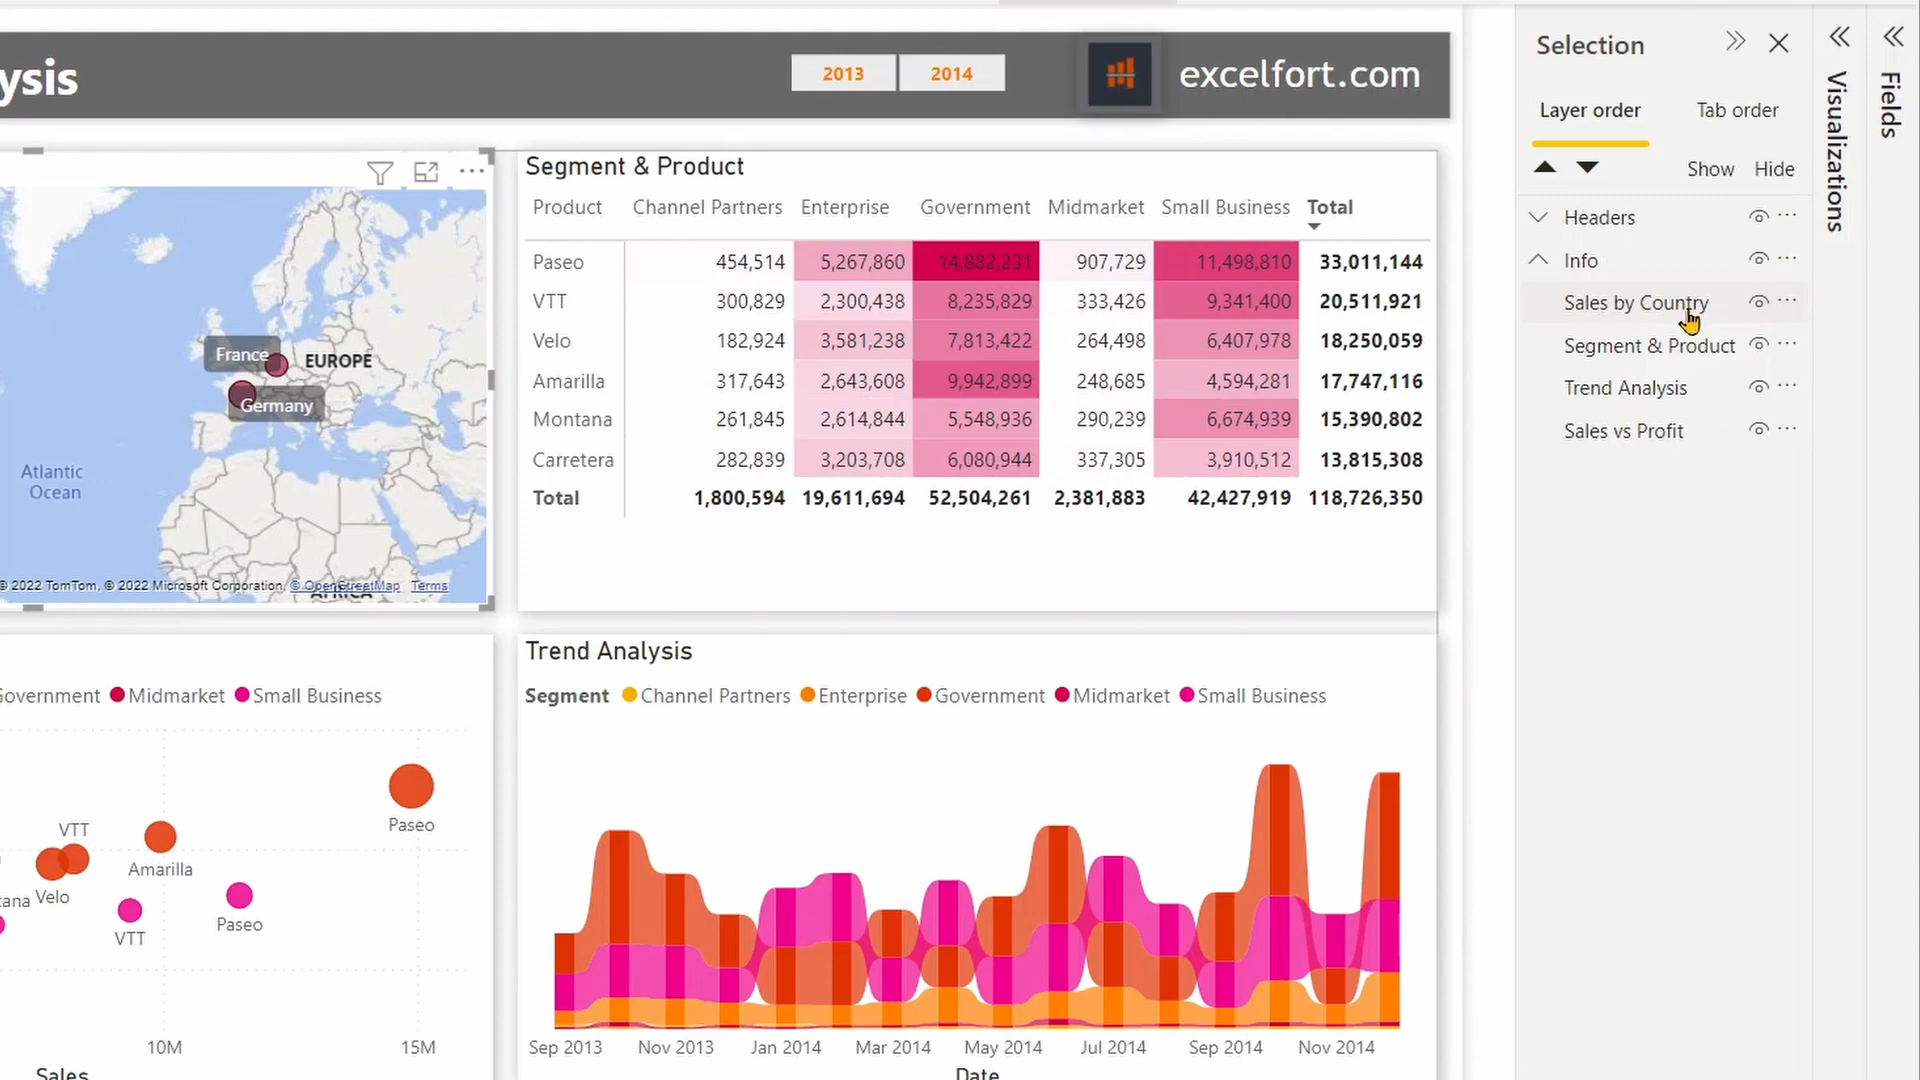 ysis
2013
2014
excelfort.com
Selection
Layer order
Tab order
Show
Hide
Headers
Info
Sales by Country
Segment & Product
Trend Analysis
Sales vs Profit
Visualizations
Fields
France
EUROPE
Germany
Atlantic
Ocean
AFRICA
© 2022 TomTom, © 2022 Microsoft Corporation, © OpenStreetMap Terms
Segment & Product
Product Channel Partners Enterprise Government Midmarket Small Business Total
Paseo 454,514 5,267,860 14,882,231 907,729 11,498,810 33,011,144
VTT 300,829 2,300,438 8,235,829 333,426 9,341,400 20,511,921
Velo 182,924 3,581,238 7,813,422 264,498 6,407,978 18,250,059
Amarilla 317,643 2,643,608 9,942,899 248,685 4,594,281 17,747,116
Montana 261,845 2,614,844 5,548,936 290,239 6,674,939 15,390,802
Carretera 282,839 3,203,708 6,080,944 337,305 3,910,512 13,815,308
Total 1,800,594 19,611,694 52,504,261 2,381,883 42,427,919 118,726,350
overnment Midmarket Small Business
Paseo
VTT
Amarilla
Velo
tana
VTT
Paseo
10M 15M
Sales
Trend Analysis
Segment Channel Partners Enterprise Government Midmarket Small Business
Sep 2013 Nov 2013 Jan 2014 Mar 2014 May 2014 Jul 2014 Sep 2014 Nov 2014
Date